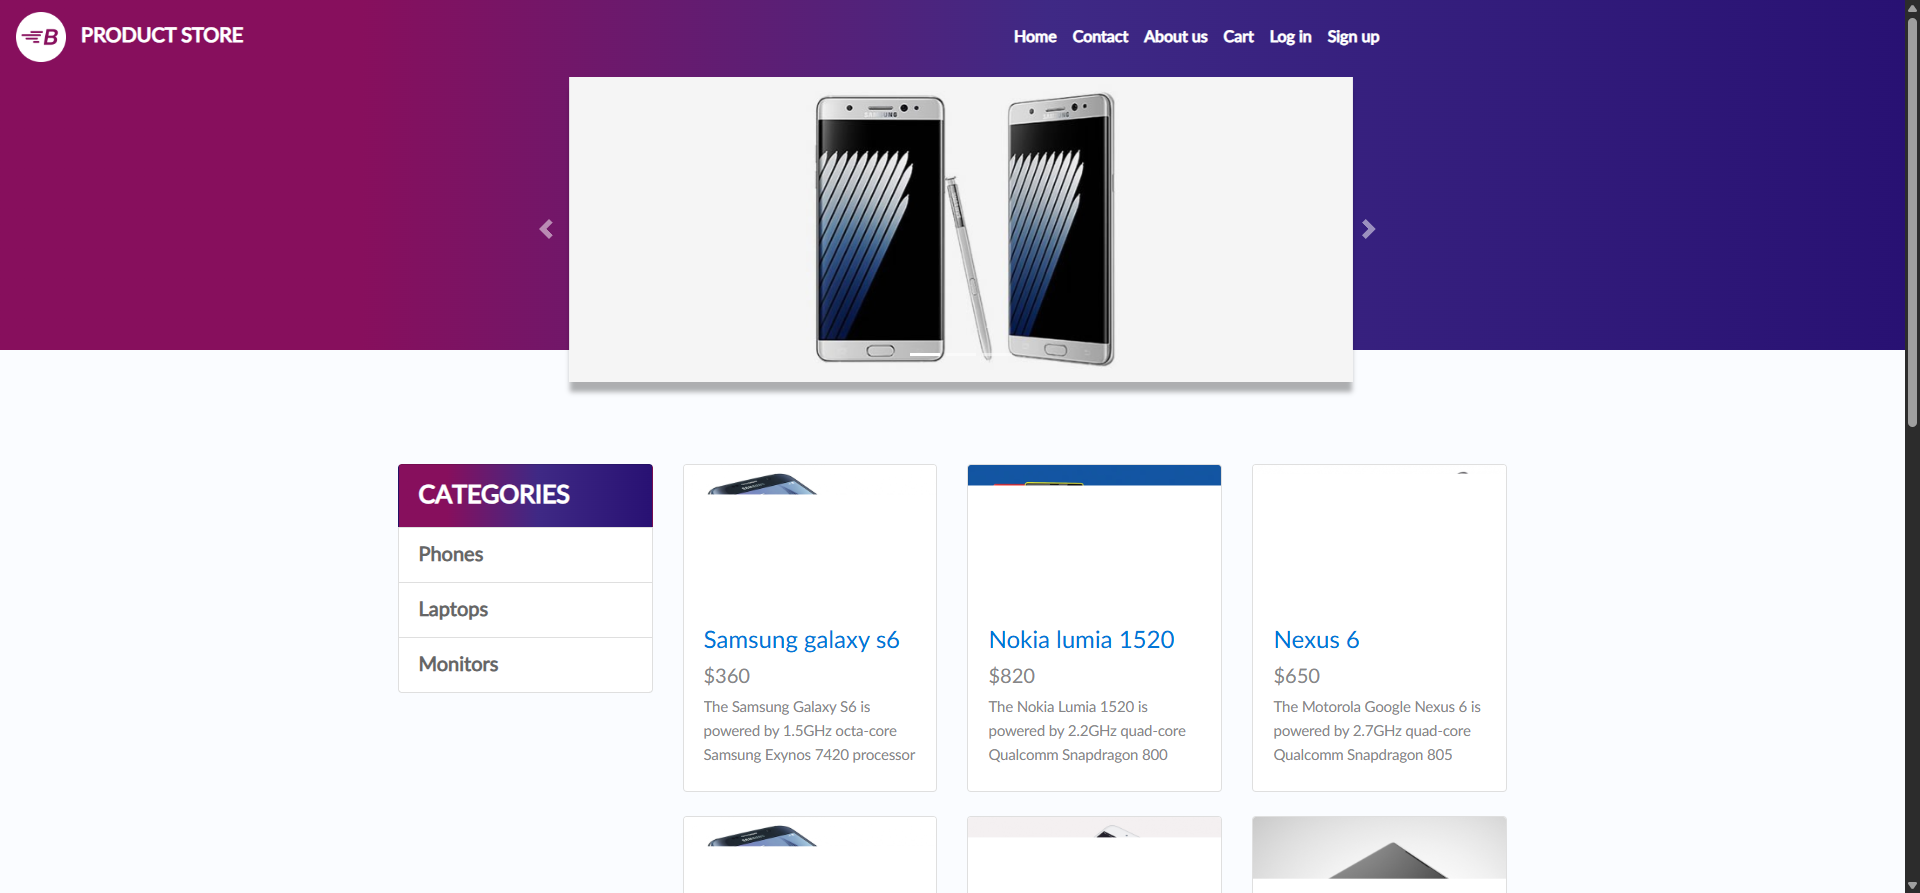 B PRODUCT STORE
Home Contact About us Cart Log in Sign up
SAMSUNG
CATEGORIES
Phones
Laptops
Monitors
Samsung galaxy s6
$360
The Samsung Galaxy S6 is
powered by 1.5GHz octa-core
Samsung Exynos 7420 processor
Nokia lumia 1520
$820
The Nokia Lumia 1520 is
powered by 2.2GHz quad-core
Qualcomm Snapdragon 800
Nexus 6
$650
The Motorola Google Nexus 6 is
powered by 2.7GHz quad-core
Qualcomm Snapdragon 805